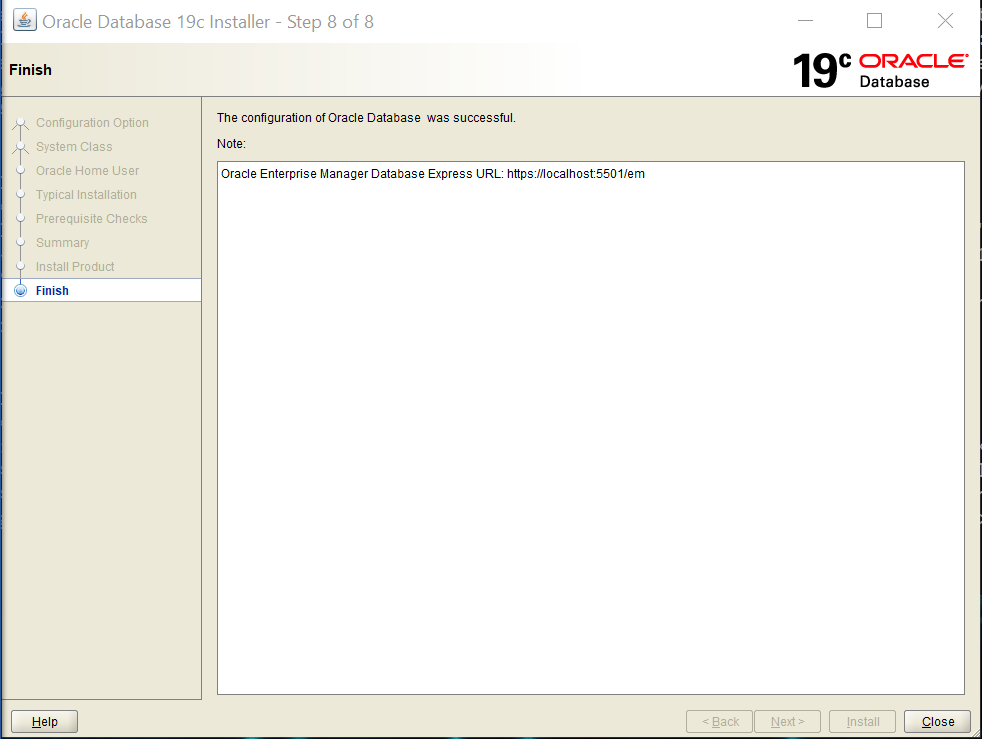 Oracle Database 19c Installer - Step 8 of 8
Finish
19c ORACLE
Database
Configuration Option
System Class
Oracle Home User
Typical Installation
Prerequisite Checks
Summary
Install Product
Finish
The configuration of Oracle Database  was successful.
Note:
Oracle Enterprise Manager Database Express URL: https://localhost:5501/em
Help
< Back
Next >
Install
Close